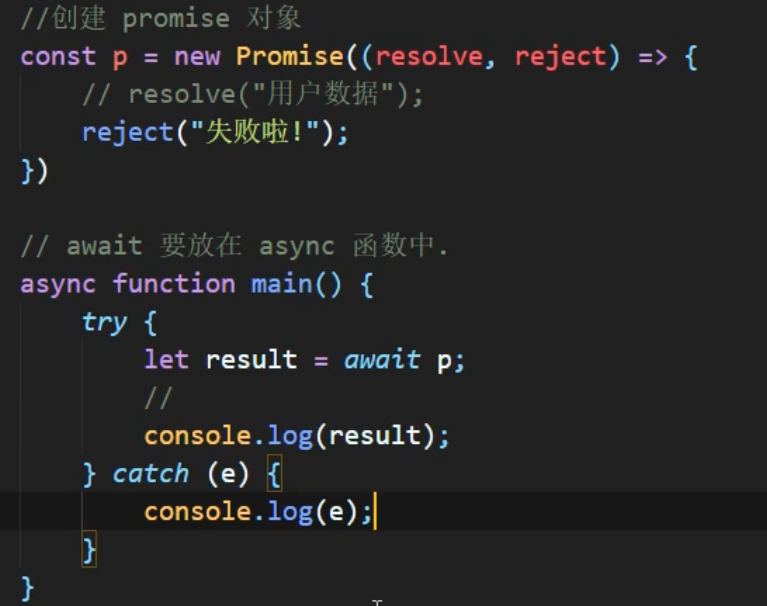 //创建 promise 对象
const p = new Promise((resolve, reject) => {
    // resolve("用户数据");
    reject("失败啦!");
})

// await 要放在 async 函数中.
async function main() {
    try {
        let result = await p;
        //
        console.log(result);
    } catch (e) {
        console.log(e);
    }
}